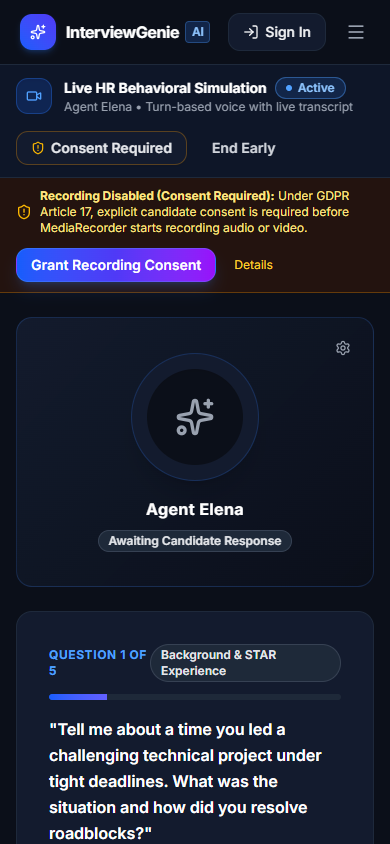 InterviewGenie AI Sign In
Live HR Behavioral Simulation Active
Agent Elena • Turn-based voice with live transcript
Consent Required End Early
Recording Disabled (Consent Required): Under GDPR
Article 17, explicit candidate consent is required before
MediaRecorder starts recording audio or video.
Grant Recording Consent Details
Agent Elena
Awaiting Candidate Response
QUESTION 1 OF
5
Background & STAR
Experience
"Tell me about a time you led a
challenging technical project under
tight deadlines. What was the
situation and how did you resolve
roadblocks?"